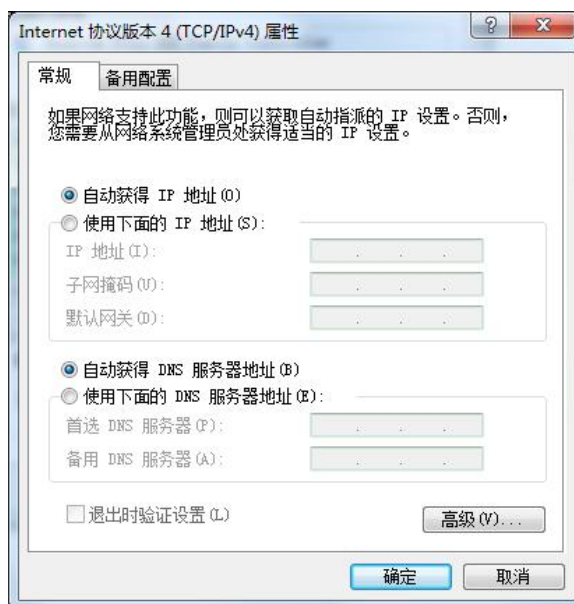 Internet 协议版本 4 (TCP/IPv4) 属性
常规
备用配置
如果网络支持此功能，则可以获取自动指派的 IP 设置。否则，
您需要从网络系统管理员处获得适当的 IP 设置。
自动获得 IP 地址(O)
使用下面的 IP 地址(S):
IP 地址(I):
子网掩码(U):
默认网关(D):
自动获得 DNS 服务器地址(B)
使用下面的 DNS 服务器地址(E):
首选 DNS 服务器(P):
备用 DNS 服务器(A):
退出时验证设置(L)
高级(V)...
确定
取消